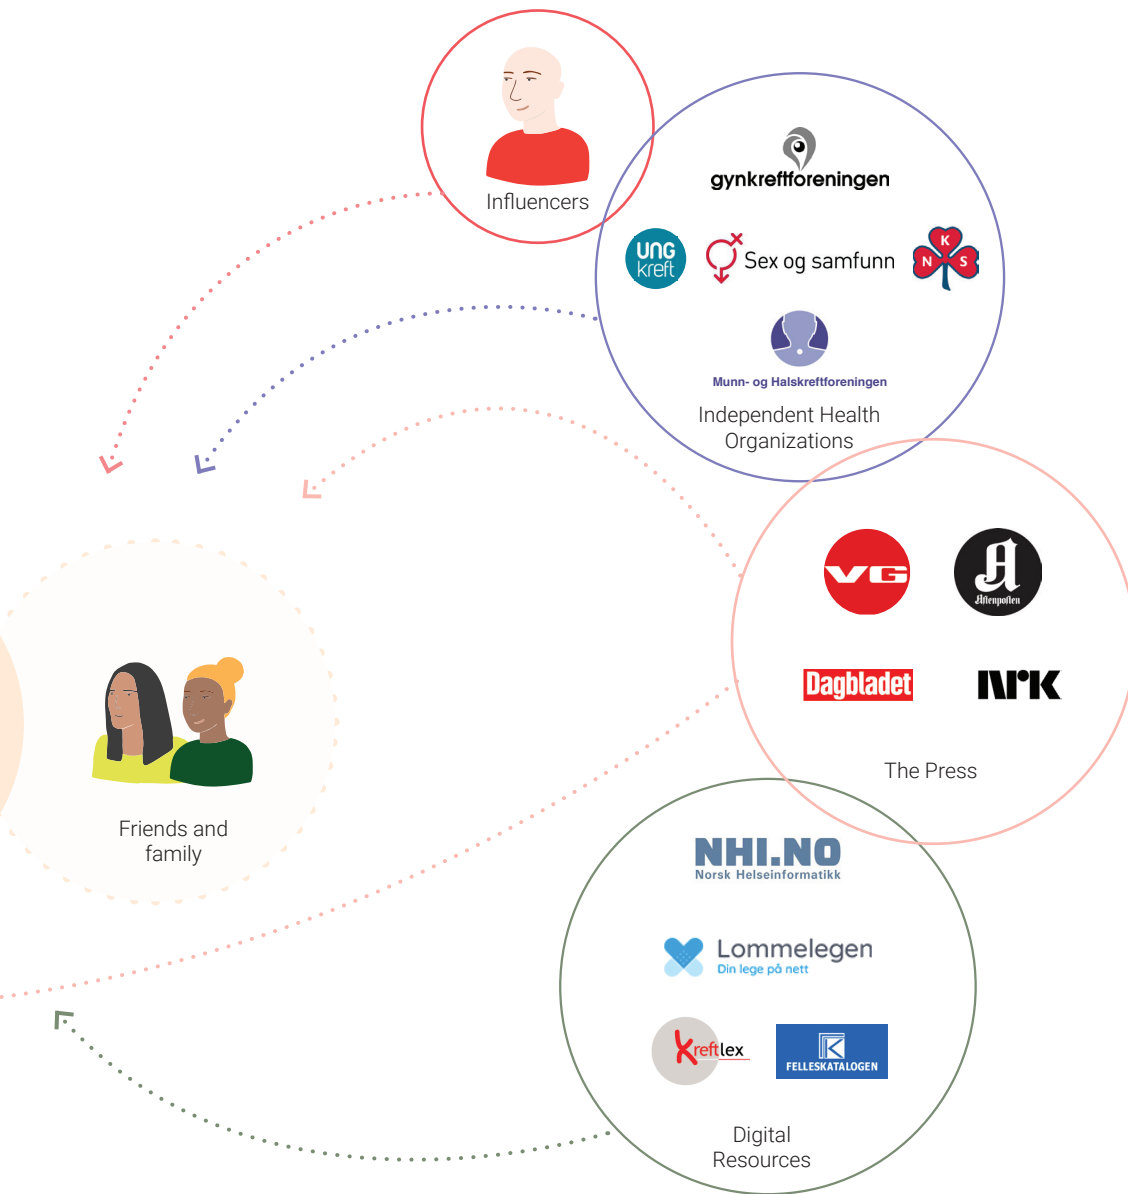 Influencers
gynkreftforeningen
UNG
kreft
Sex og samfunn
K
N S
Munn- og Halskreftforeningen
Independent Health
Organizations
VG
A
Aftenposten
Dagbladet
NRK
The Press
Friends and
family
NHI.NO
Norsk Helseinformatikk
Lommelegen
Din lege på nett
Kreftlex
K
FELLESKATALOGEN
Digital
Resources